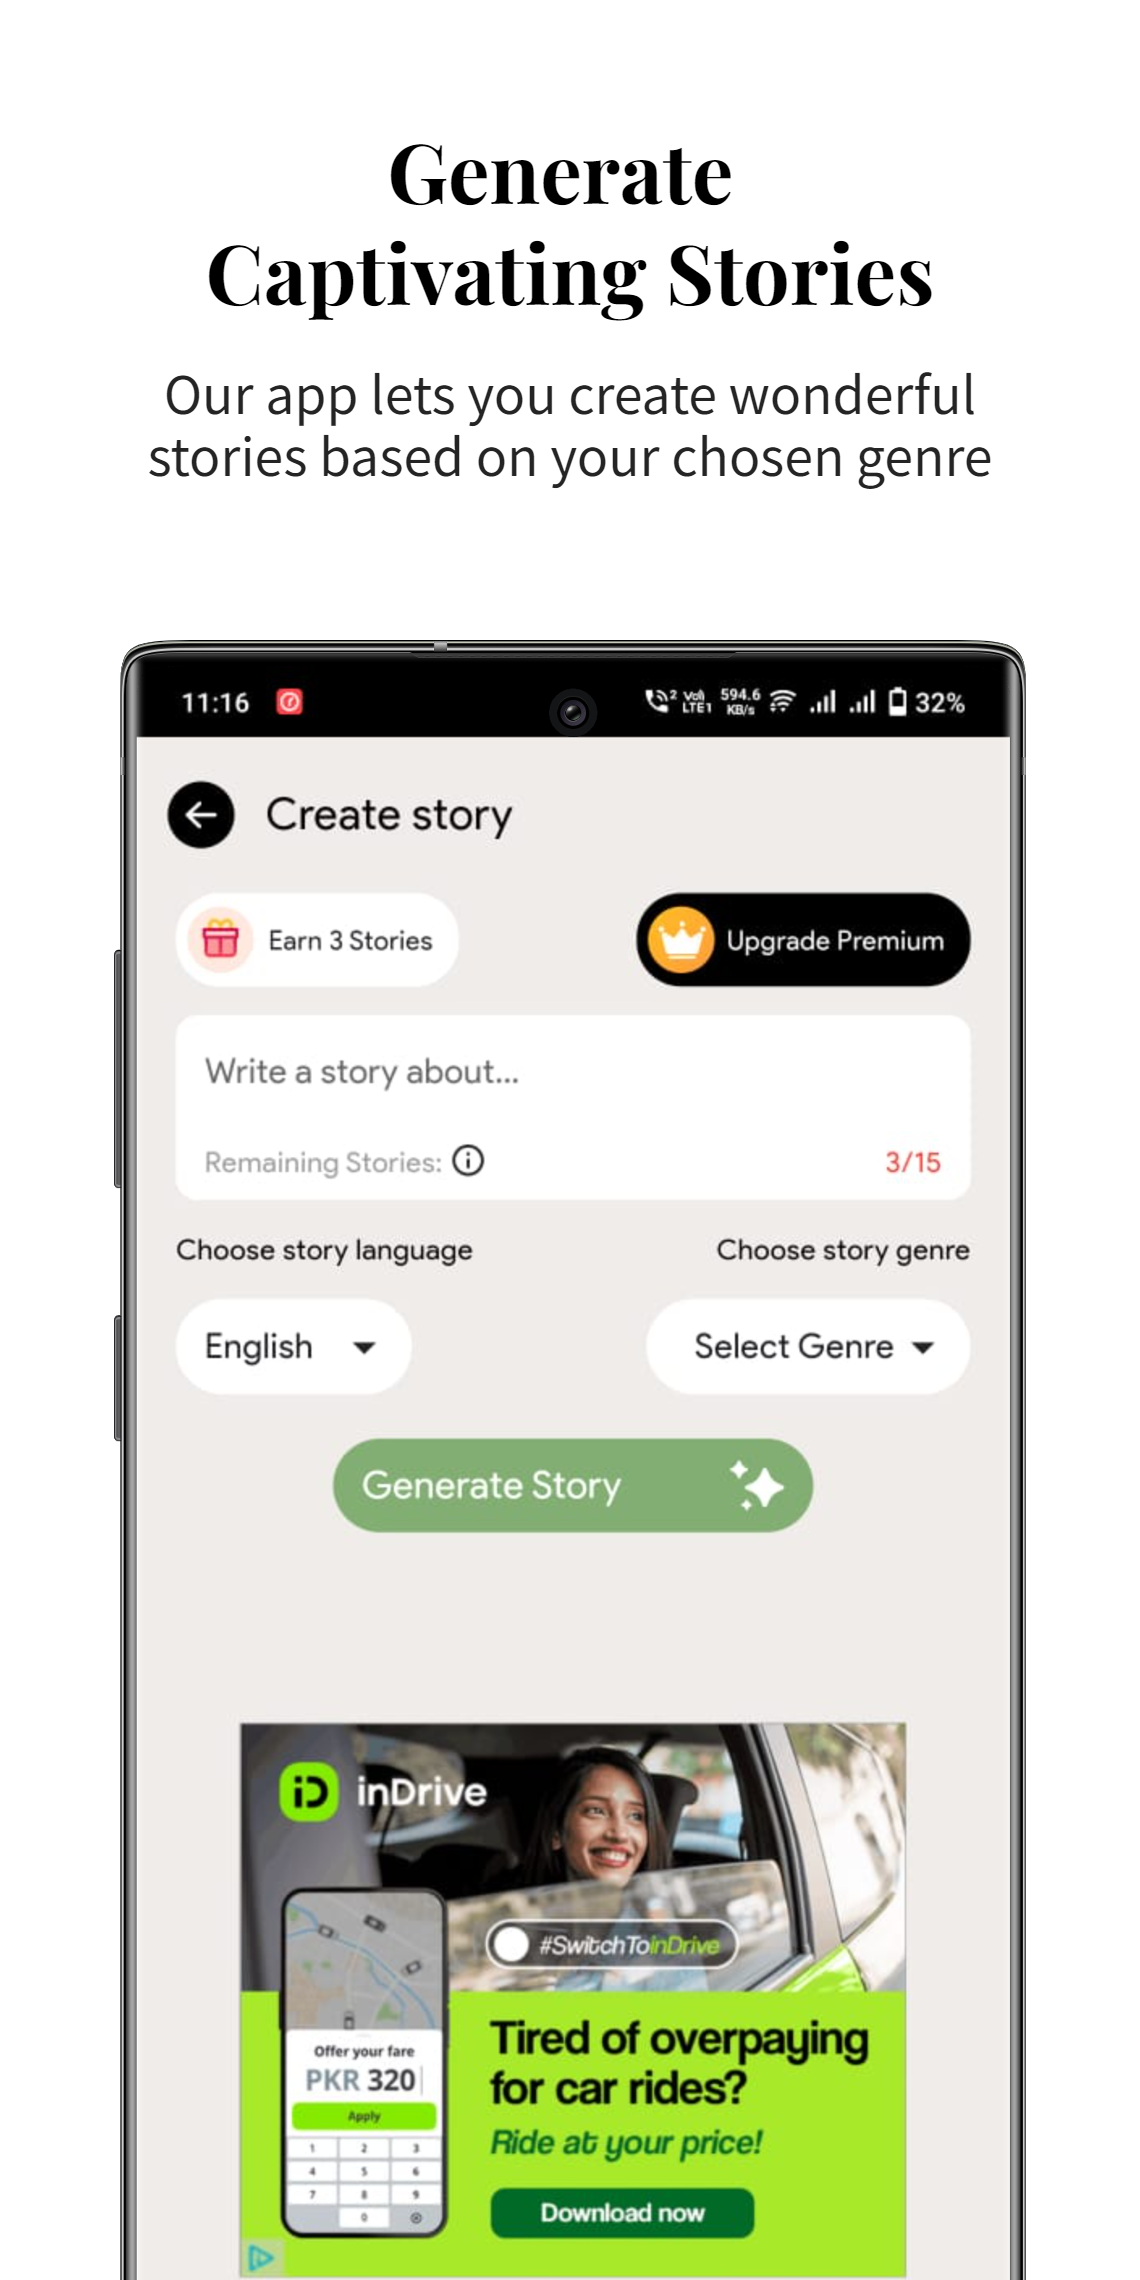 Generate
Captivating Stories
Our app lets you create wonderful
stories based on your chosen genre
11:16
2 LTE1 594.6 KB/s 32%
Create story
Earn 3 Stories
Upgrade Premium
Write a story about...
Remaining Stories:
3/15
Choose story language
Choose story genre
English
Select Genre
Generate Story
inDrive
#SwitchToinDrive
Offer your fare
PKR 320
Apply
1 2 3
4 5 6
7 8 9
0
Tired of overpaying
for car rides?
Ride at your price!
Download now